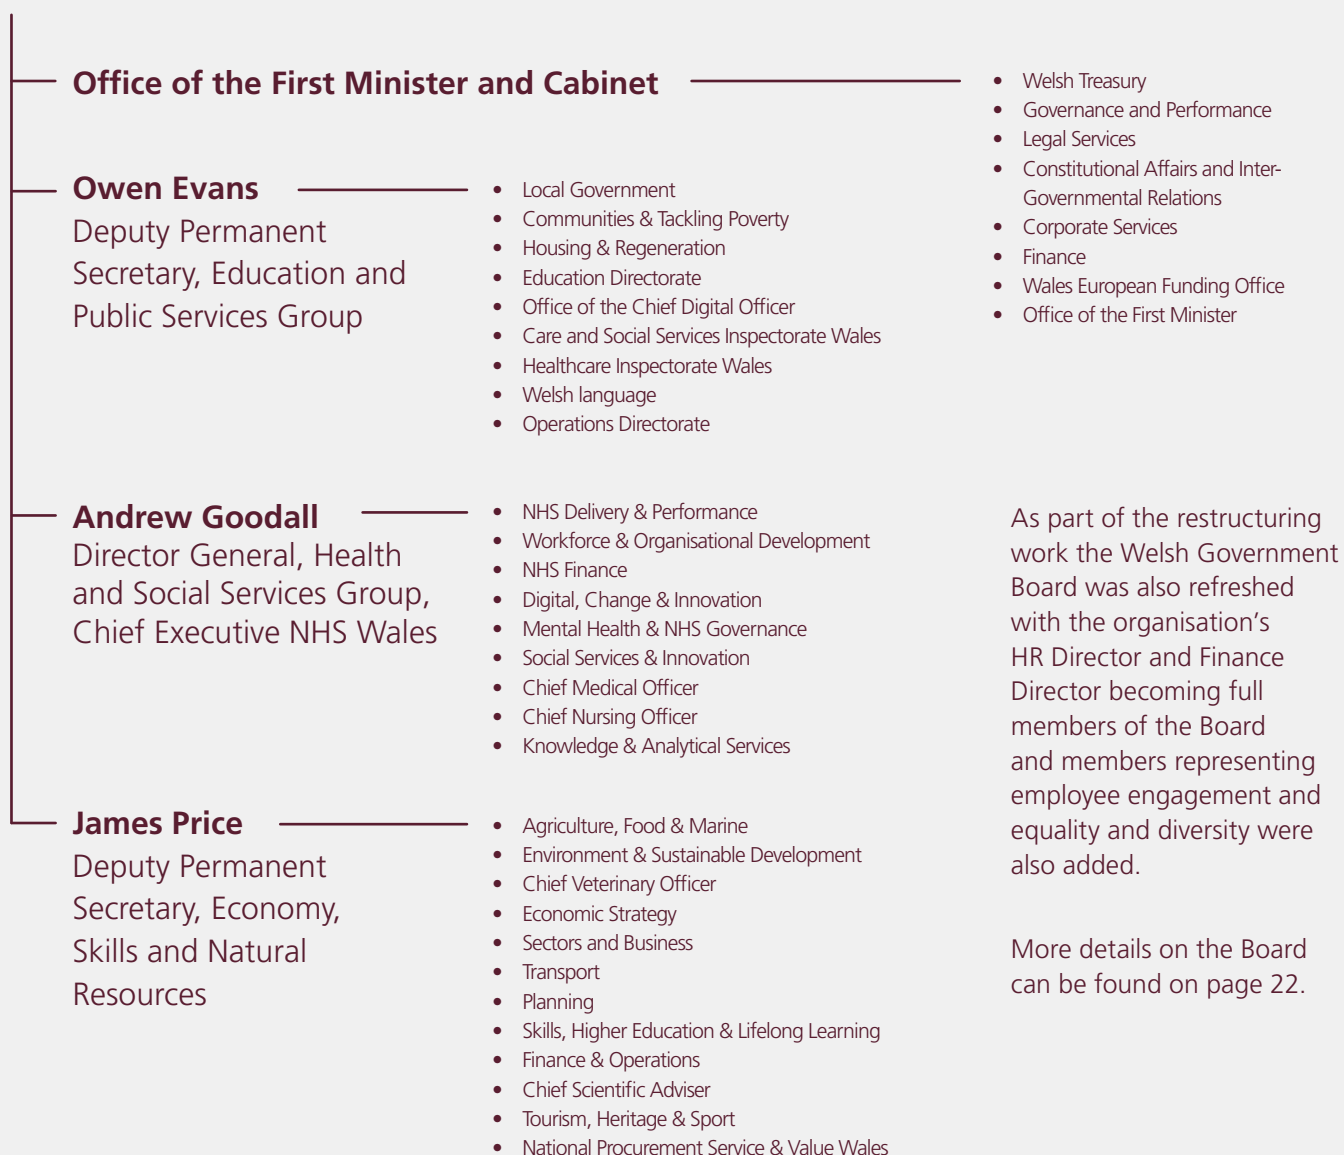 Office of the First Minister and Cabinet
• Welsh Treasury
• Governance and Performance
• Legal Services
• Constitutional Affairs and Inter-
Governmental Relations
• Corporate Services
• Finance
• Wales European Funding Office
• Office of the First Minister
Owen Evans
Deputy Permanent
Secretary, Education and
Public Services Group
• Local Government
• Communities & Tackling Poverty
• Housing & Regeneration
• Education Directorate
• Office of the Chief Digital Officer
• Care and Social Services Inspectorate Wales
• Healthcare Inspectorate Wales
• Welsh language
• Operations Directorate
Andrew Goodall
Director General, Health
and Social Services Group,
Chief Executive NHS Wales
• NHS Delivery & Performance
• Workforce & Organisational Development
• NHS Finance
• Digital, Change & Innovation
• Mental Health & NHS Governance
• Social Services & Innovation
• Chief Medical Officer
• Chief Nursing Officer
• Knowledge & Analytical Services
James Price
Deputy Permanent
Secretary, Economy,
Skills and Natural
Resources
• Agriculture, Food & Marine
• Environment & Sustainable Development
• Chief Veterinary Officer
• Economic Strategy
• Sectors and Business
• Transport
• Planning
• Skills, Higher Education & Lifelong Learning
• Finance & Operations
• Chief Scientific Adviser
• Tourism, Heritage & Sport
• National Procurement Service & Value Wales
As part of the restructuring
work the Welsh Government
Board was also refreshed
with the organisation's
HR Director and Finance
Director becoming full
members of the Board
and members representing
employee engagement and
equality and diversity were
also added.
More details on the Board
can be found on page 22.